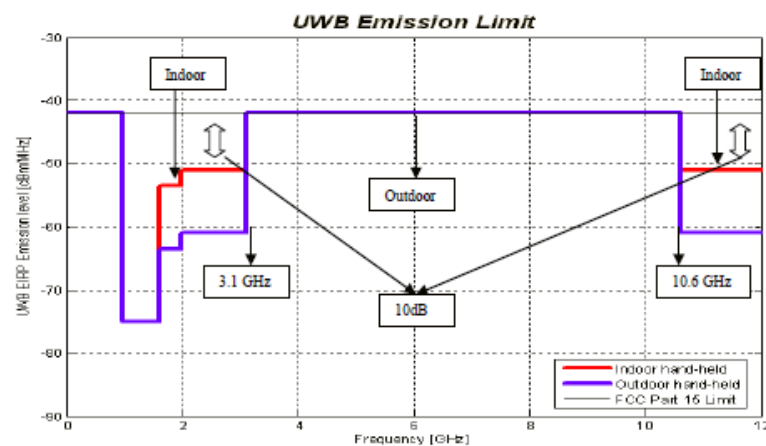 UWB Emission Limit
-30
-40
-50
-60
-70
-80
-90
UWB EIRP Emission level [dBm/MHz]
Indoor
Indoor
Outdoor
3.1 GHz
10dB
10.6 GHz
Indoor hand-held
Outdoor hand-held
FCC Part 15 Limit
0
2
4
6
8
10
12
Frequency [GHz]